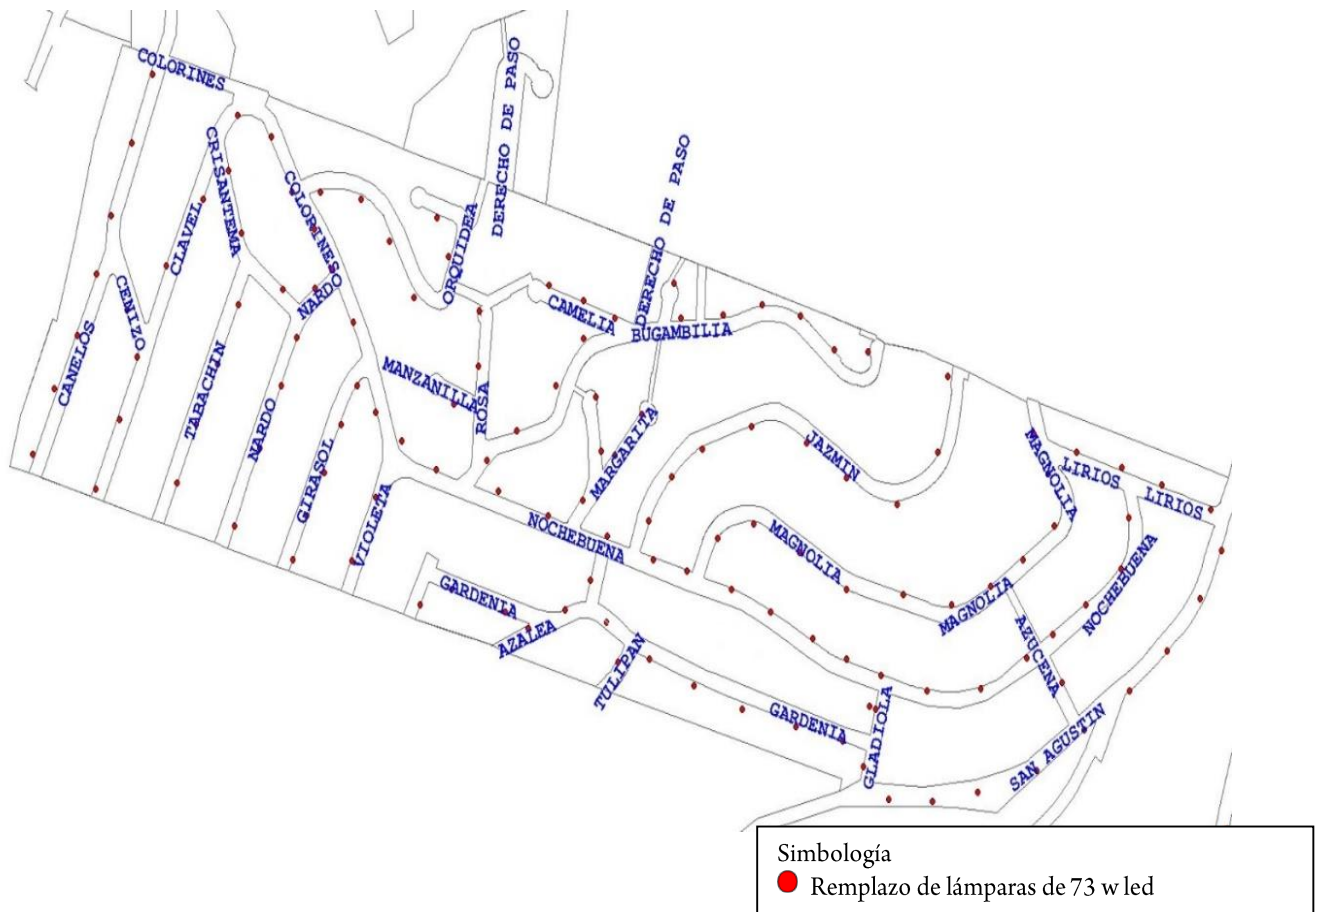 COLORINES
DERECHO DE PASO
DERECHO DE PASO
CRISANTEMA
COLORINES
CLAVEL
ORQUIDEA
CENIZO
NARDO
CAMELIA
BUGAMBILIA
CANELOS
TABACHIN
MANZANILLA
ROSA
NARDO
GIRASOL
MARGARITA
JAZMIN
MAGNOLIA
LIRIOS
LIRIOS
VIOLETA
NOCHEBUENA
MAGNOLIA
MAGNOLIA
NOCHEBUENA
GARDENIA
AZALEA
TULIPAN
AZUCENA
GARDENIA
GLADIOLA
SAN AGUSTIN
Simbología
Remplazo de lámparas de 73 w led